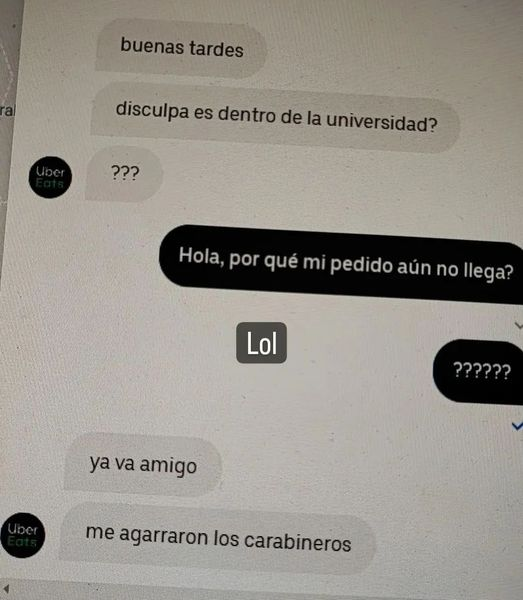 buenas tardes
ral
disculpa es dentro de la universidad?
Uber
Eats
???
Hola, por qué mi pedido aún no llega?
Lol
??????
ya va amigo
Uber
Eats
me agarraron los carabineros